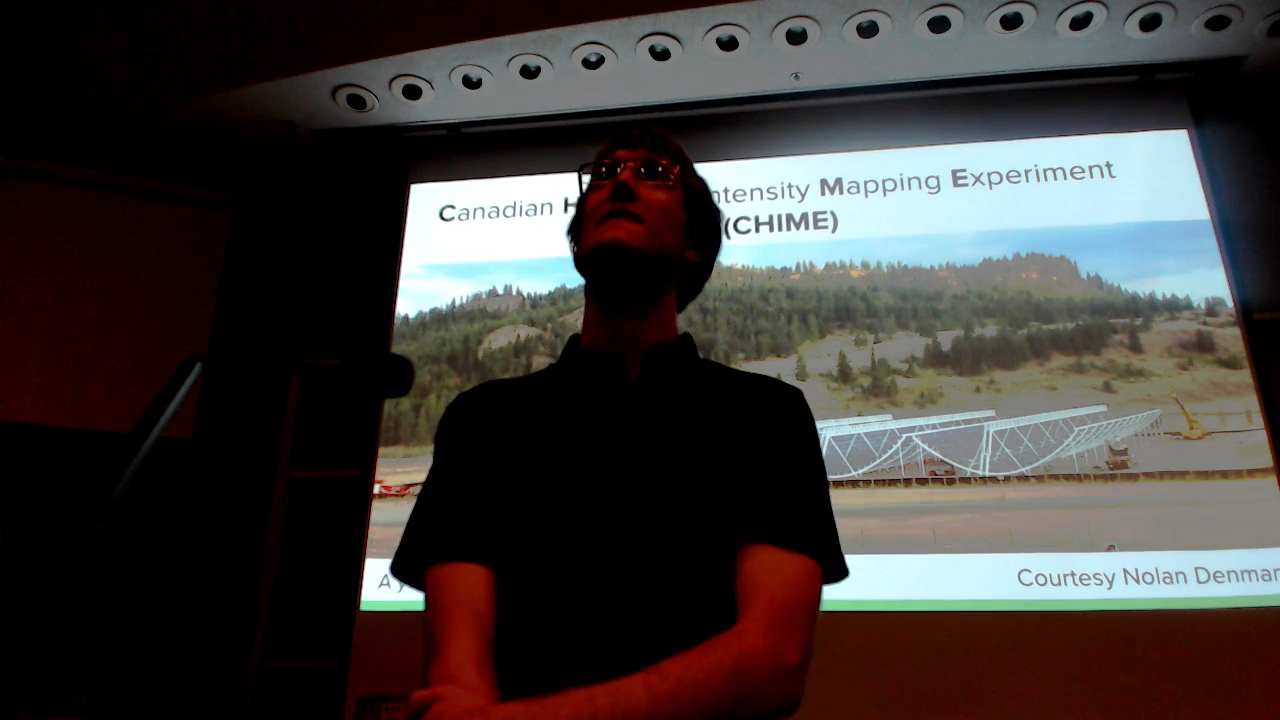 Canadian H ntensity Mapping Experiment
(CHIME)
A
Courtesy Nolan Denman